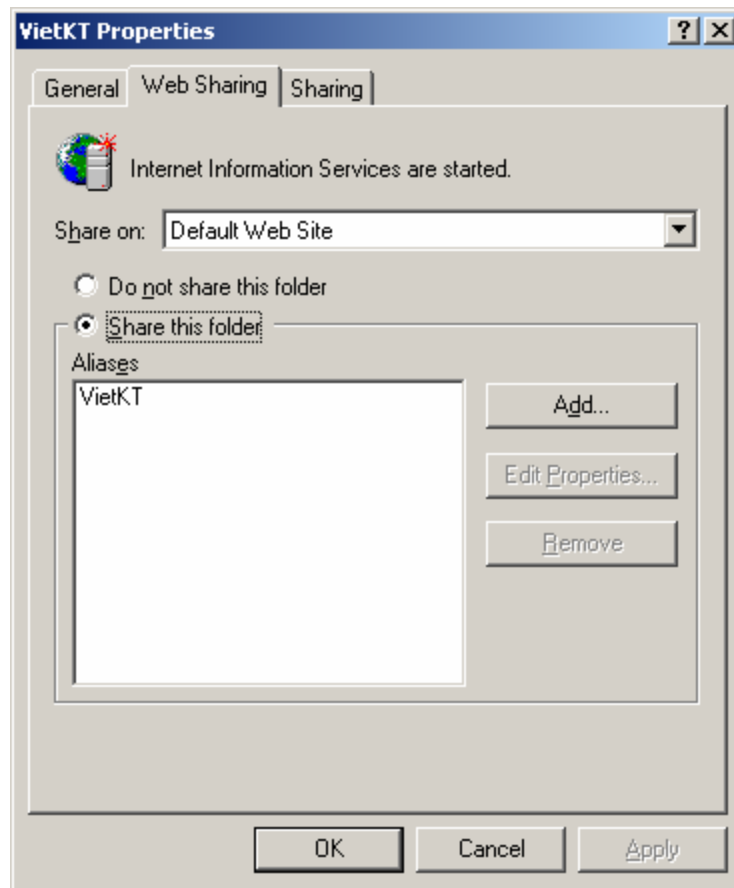 VietKT Properties
General Web Sharing Sharing
Internet Information Services are started.
Share on: Default Web Site
Do not share this folder
Share this folder
Aliases
VietKT
Add...
Edit Properties...
Remove
OK Cancel Apply